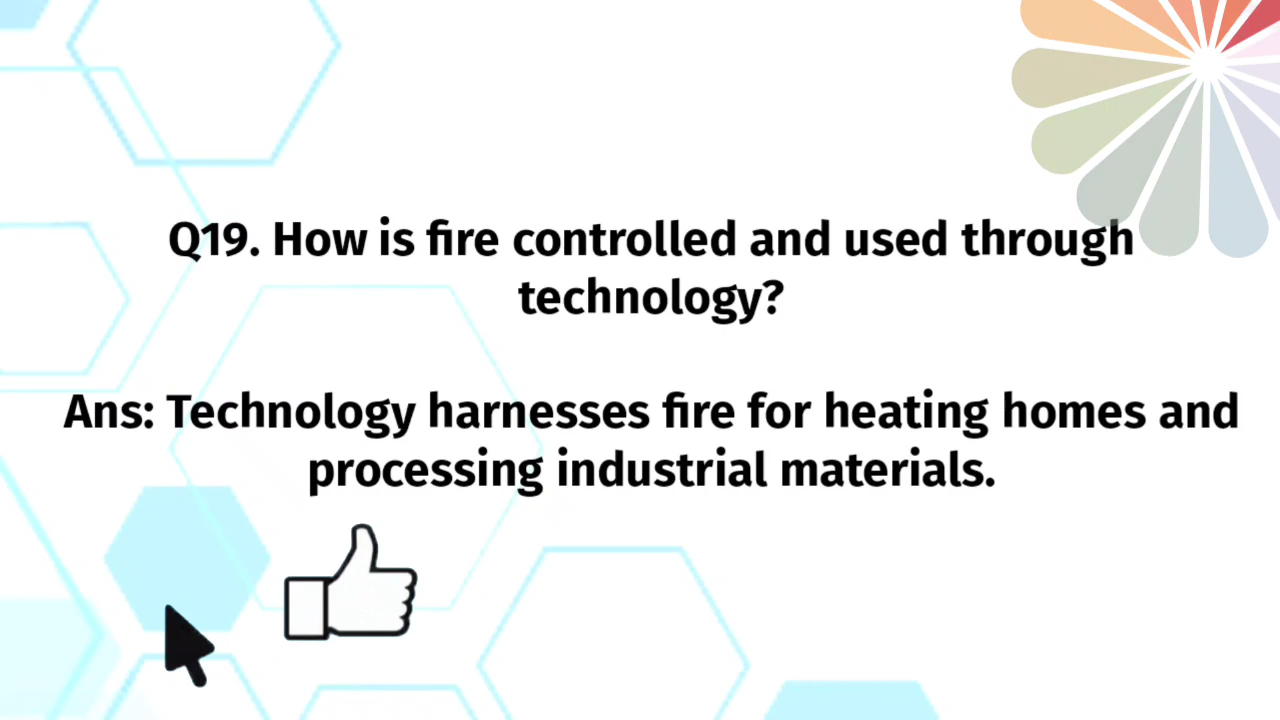 Q19. How is fire controlled and used through
technology?
Ans: Technology harnesses fire for heating homes and
processing industrial materials.